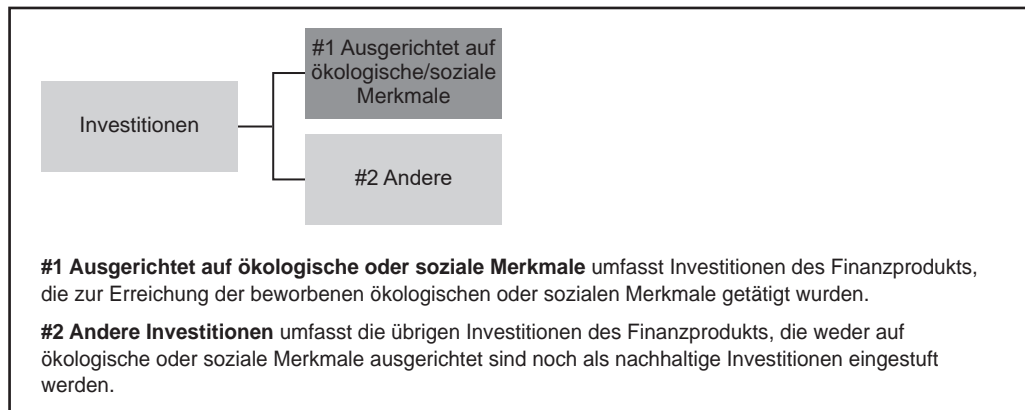 #1 Ausgerichtet auf
ökologische/soziale
Merkmale
Investitionen
#2 Andere
#1 Ausgerichtet auf ökologische oder soziale Merkmale umfasst Investitionen des Finanzprodukts,
die zur Erreichung der beworbenen ökologischen oder sozialen Merkmale getätigt wurden.
#2 Andere Investitionen umfasst die übrigen Investitionen des Finanzprodukts, die weder auf
ökologische oder soziale Merkmale ausgerichtet sind noch als nachhaltige Investitionen eingestuft
werden.